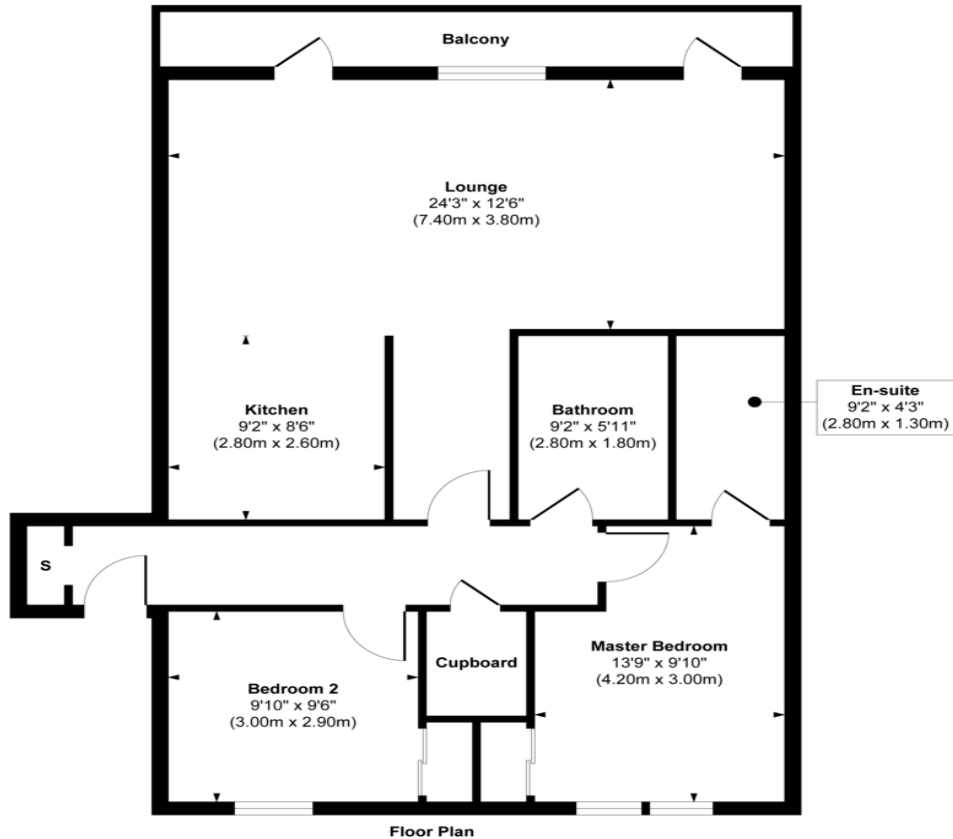 Balcony
Lounge
24'3" x 12'6"
(7.40m x 3.80m)
Kitchen
9'2" x 8'6"
(2.80m x 2.60m)
Bathroom
9'2" x 5'11"
(2.80m x 1.80m)
En-suite
9'2" x 4'3"
(2.80m x 1.30m)
S
Bedroom 2
9'10" x 9'6"
(3.00m x 2.90m)
Cupboard
Master Bedroom
13'9" x 9'10"
(4.20m x 3.00m)
Floor Plan